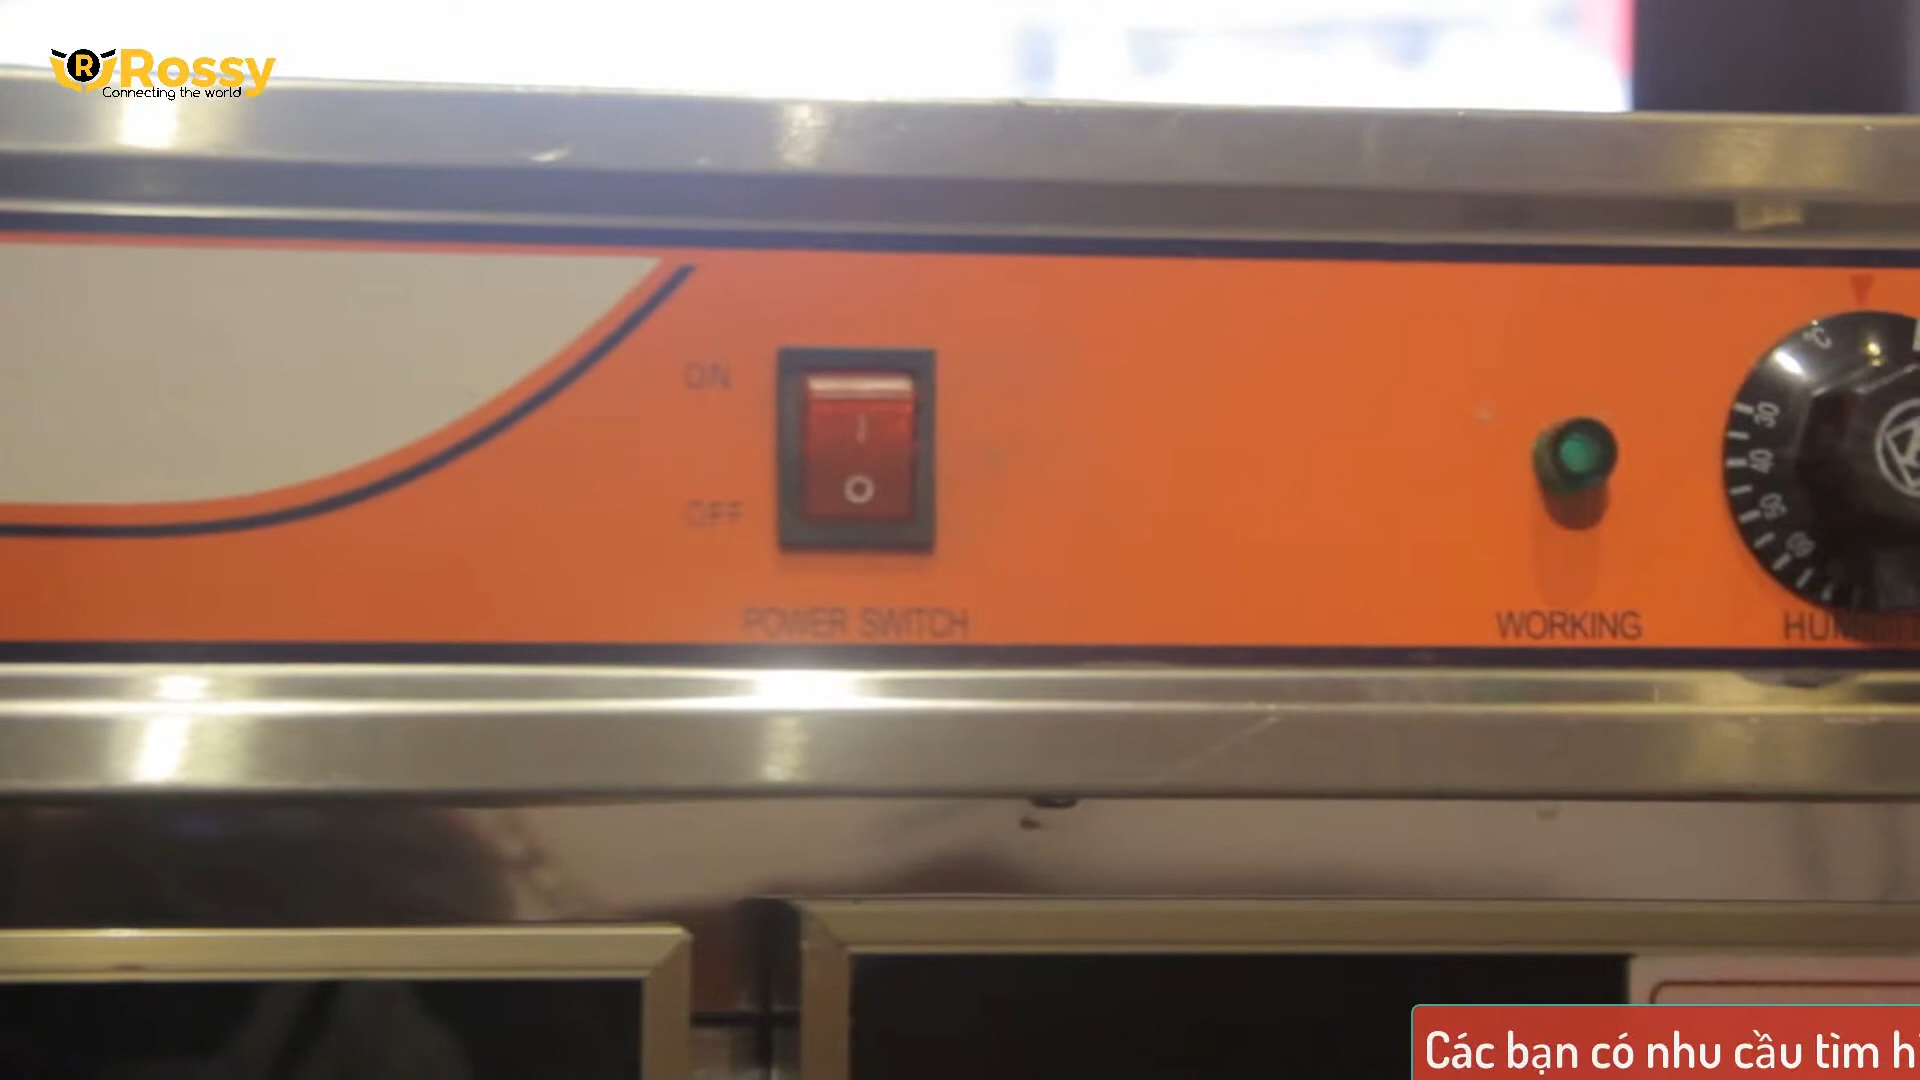 Rossy
Connecting the world
ON
OFF
POWER SWITCH
WORKING
°C
30
40
50
60
Các bạn có nhu cầu tìm